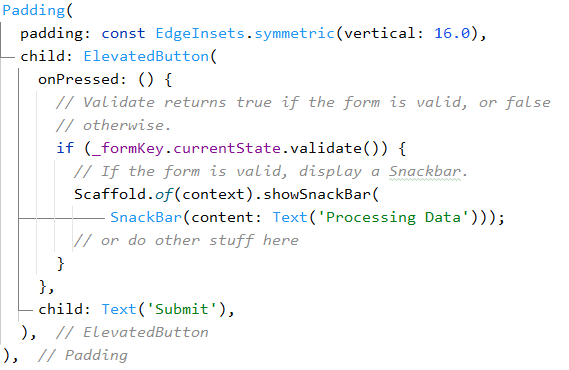 Padding(
  padding: const EdgeInsets.symmetric(vertical: 16.0),
  child: ElevatedButton(
    onPressed: () {
      // Validate returns true if the form is valid, or false
      // otherwise.
      if (_formKey.currentState.validate()) {
        // If the form is valid, display a Snackbar.
        Scaffold.of(context).showSnackBar(
            SnackBar(content: Text('Processing Data')));
        // or do other stuff here
      }
    },
    child: Text('Submit'),
  ),  // ElevatedButton
),  // Padding